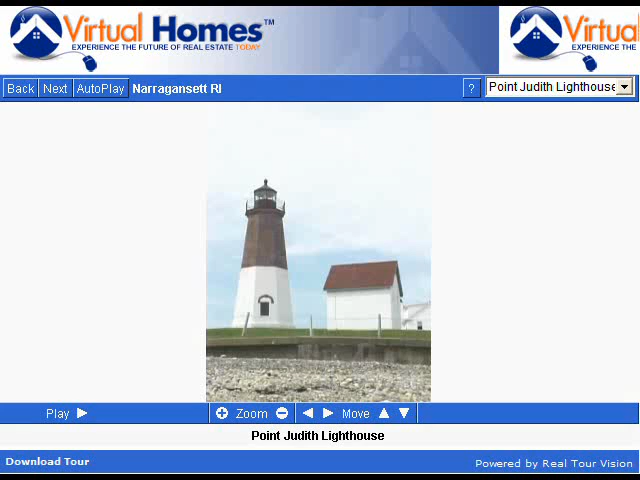 Virtual Homes™ Virtual
EXPERIENCE THE FUTURE OF REAL ESTATE TODAY EXPERIENCE THE
Back Next AutoPlay Narragansett RI ? Point Judith Lighthouse
Play Zoom Move
Point Judith Lighthouse
Download Tour Powered by Real Tour Vision